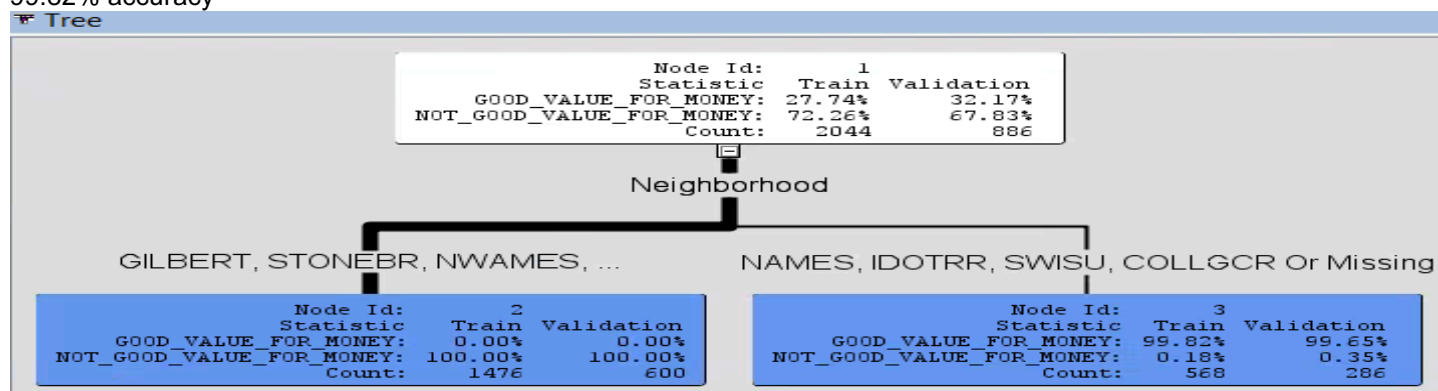 99.82% accuracy
Tree
Node Id: 1
Statistic Train Validation
GOOD_VALUE_FOR_MONEY: 27.74% 32.17%
NOT_GOOD_VALUE_FOR_MONEY: 72.26% 67.83%
Count: 2044 886
Neighborhood
GILBERT, STONEBR, NWAMES, ...
NAMES, IDOTRR, SWISU, COLLGCR Or Missing
Node Id: 2
Statistic Train Validation
GOOD_VALUE_FOR_MONEY: 0.00% 0.00%
NOT_GOOD_VALUE_FOR_MONEY: 100.00% 100.00%
Count: 1476 600
Node Id: 3
Statistic Train Validation
GOOD_VALUE_FOR_MONEY: 99.82% 99.65%
NOT_GOOD_VALUE_FOR_MONEY: 0.18% 0.35%
Count: 568 286